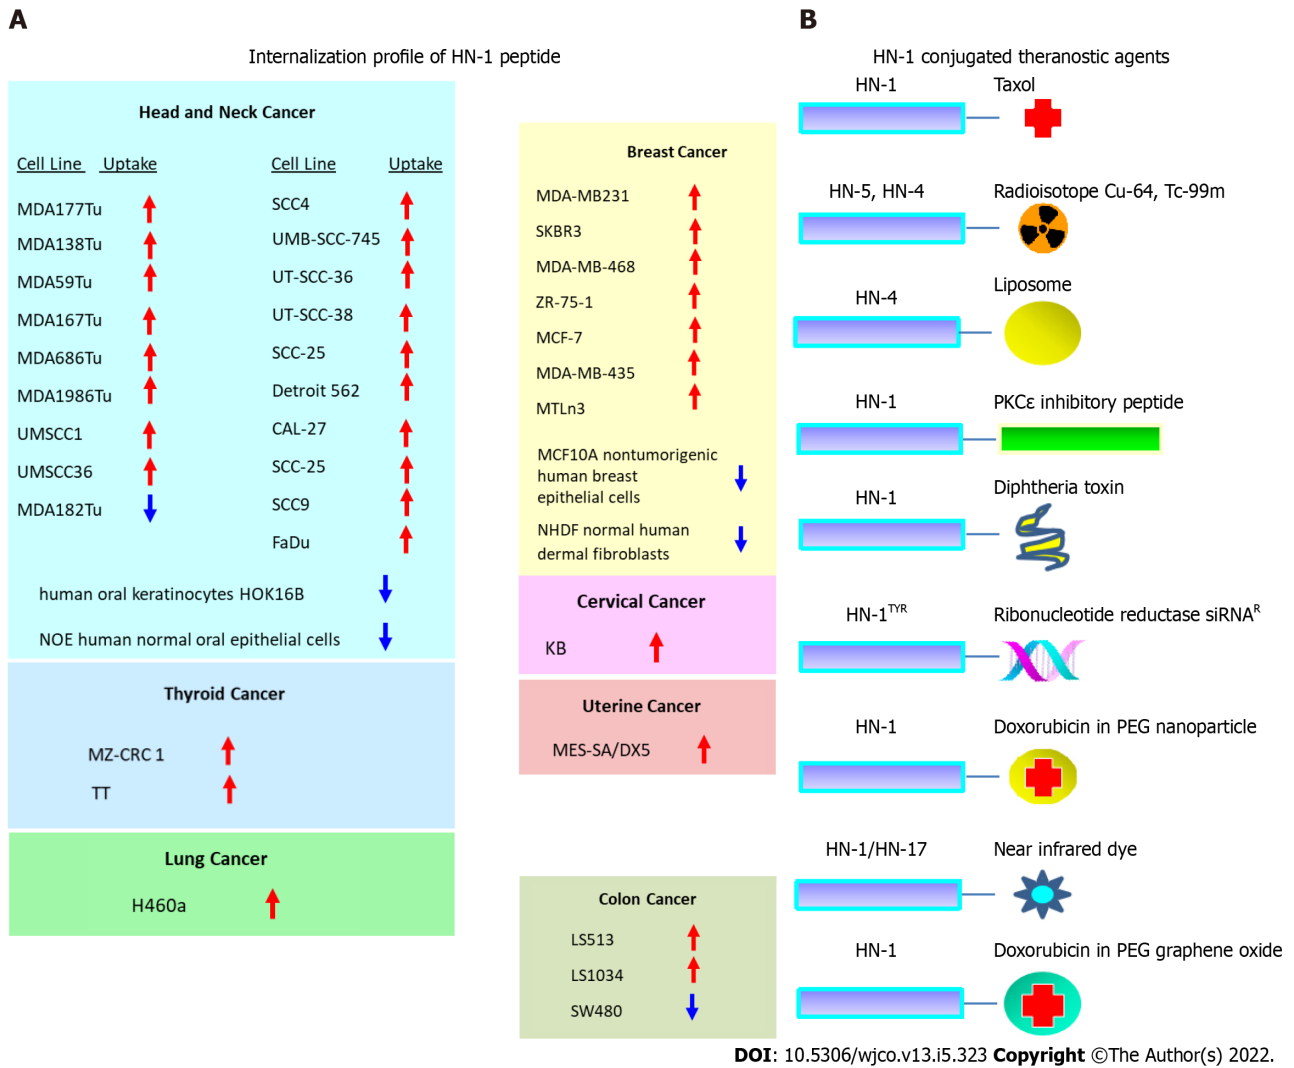 A
Internalization profile of HN-1 peptide
Head and Neck Cancer
Cell Line Uptake
MDA177Tu
MDA138Tu
MDA59Tu
MDA167Tu
MDA686Tu
MDA1986Tu
UMSCC1
UMSCC36
MDA182Tu
Cell Line Uptake
SCC4
UMB-SCC-745
UT-SCC-36
UT-SCC-38
SCC-25
Detroit 562
CAL-27
SCC-25
SCC9
FaDu
human oral keratinocytes HOK16B
NOE human normal oral epithelial cells
Thyroid Cancer
MZ-CRC 1
TT
Lung Cancer
H460a
Breast Cancer
MDA-MB231
SKBR3
MDA-MB-468
ZR-75-1
MCF-7
MDA-MB-435
MTLn3
MCF10A nontumorigenic
human breast
epithelial cells
NHDF normal human
dermal fibroblasts
Cervical Cancer
KB
Uterine Cancer
MES-SA/DX5
Colon Cancer
LS513
LS1034
SW480
B
HN-1 conjugated theranostic agents
HN-1 Taxol
HN-5, HN-4 Radioisotope Cu-64, Tc-99m
HN-4 Liposome
HN-1 PKCε inhibitory peptide
HN-1 Diphtheria toxin
HN-1TYR Ribonucleotide reductase siRNAR
HN-1 Doxorubicin in PEG nanoparticle
HN-1/HN-17 Near infrared dye
HN-1 Doxorubicin in PEG graphene oxide
DOI: 10.5306/wjco.v13.i5.323 Copyright ©The Author(s) 2022.